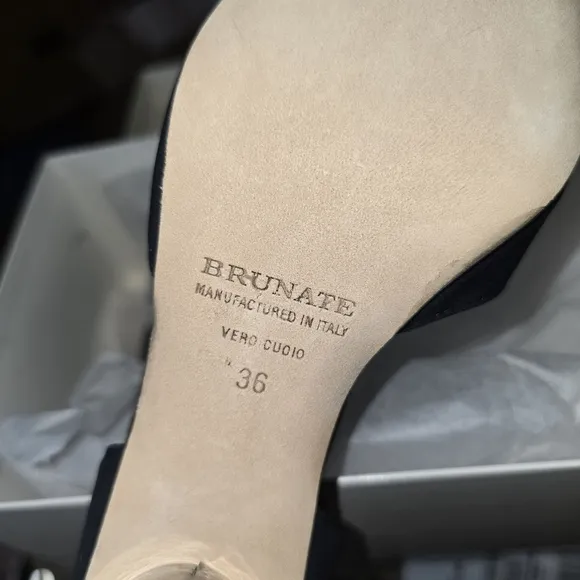 BRUNATE
MANUFACTURED IN ITALY
VERO CUOIO
36